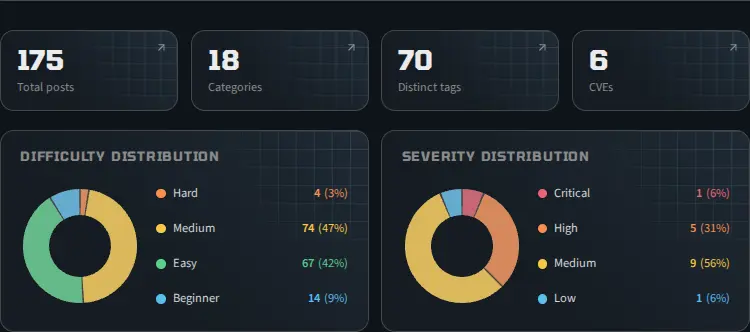 175
Total posts
18
Categories
70
Distinct tags
6
CVEs
DIFFICULTY DISTRIBUTION
Hard 4 (3%)
Medium 74 (47%)
Easy 67 (42%)
Beginner 14 (9%)
SEVERITY DISTRIBUTION
Critical 1 (6%)
High 5 (31%)
Medium 9 (56%)
Low 1 (6%)